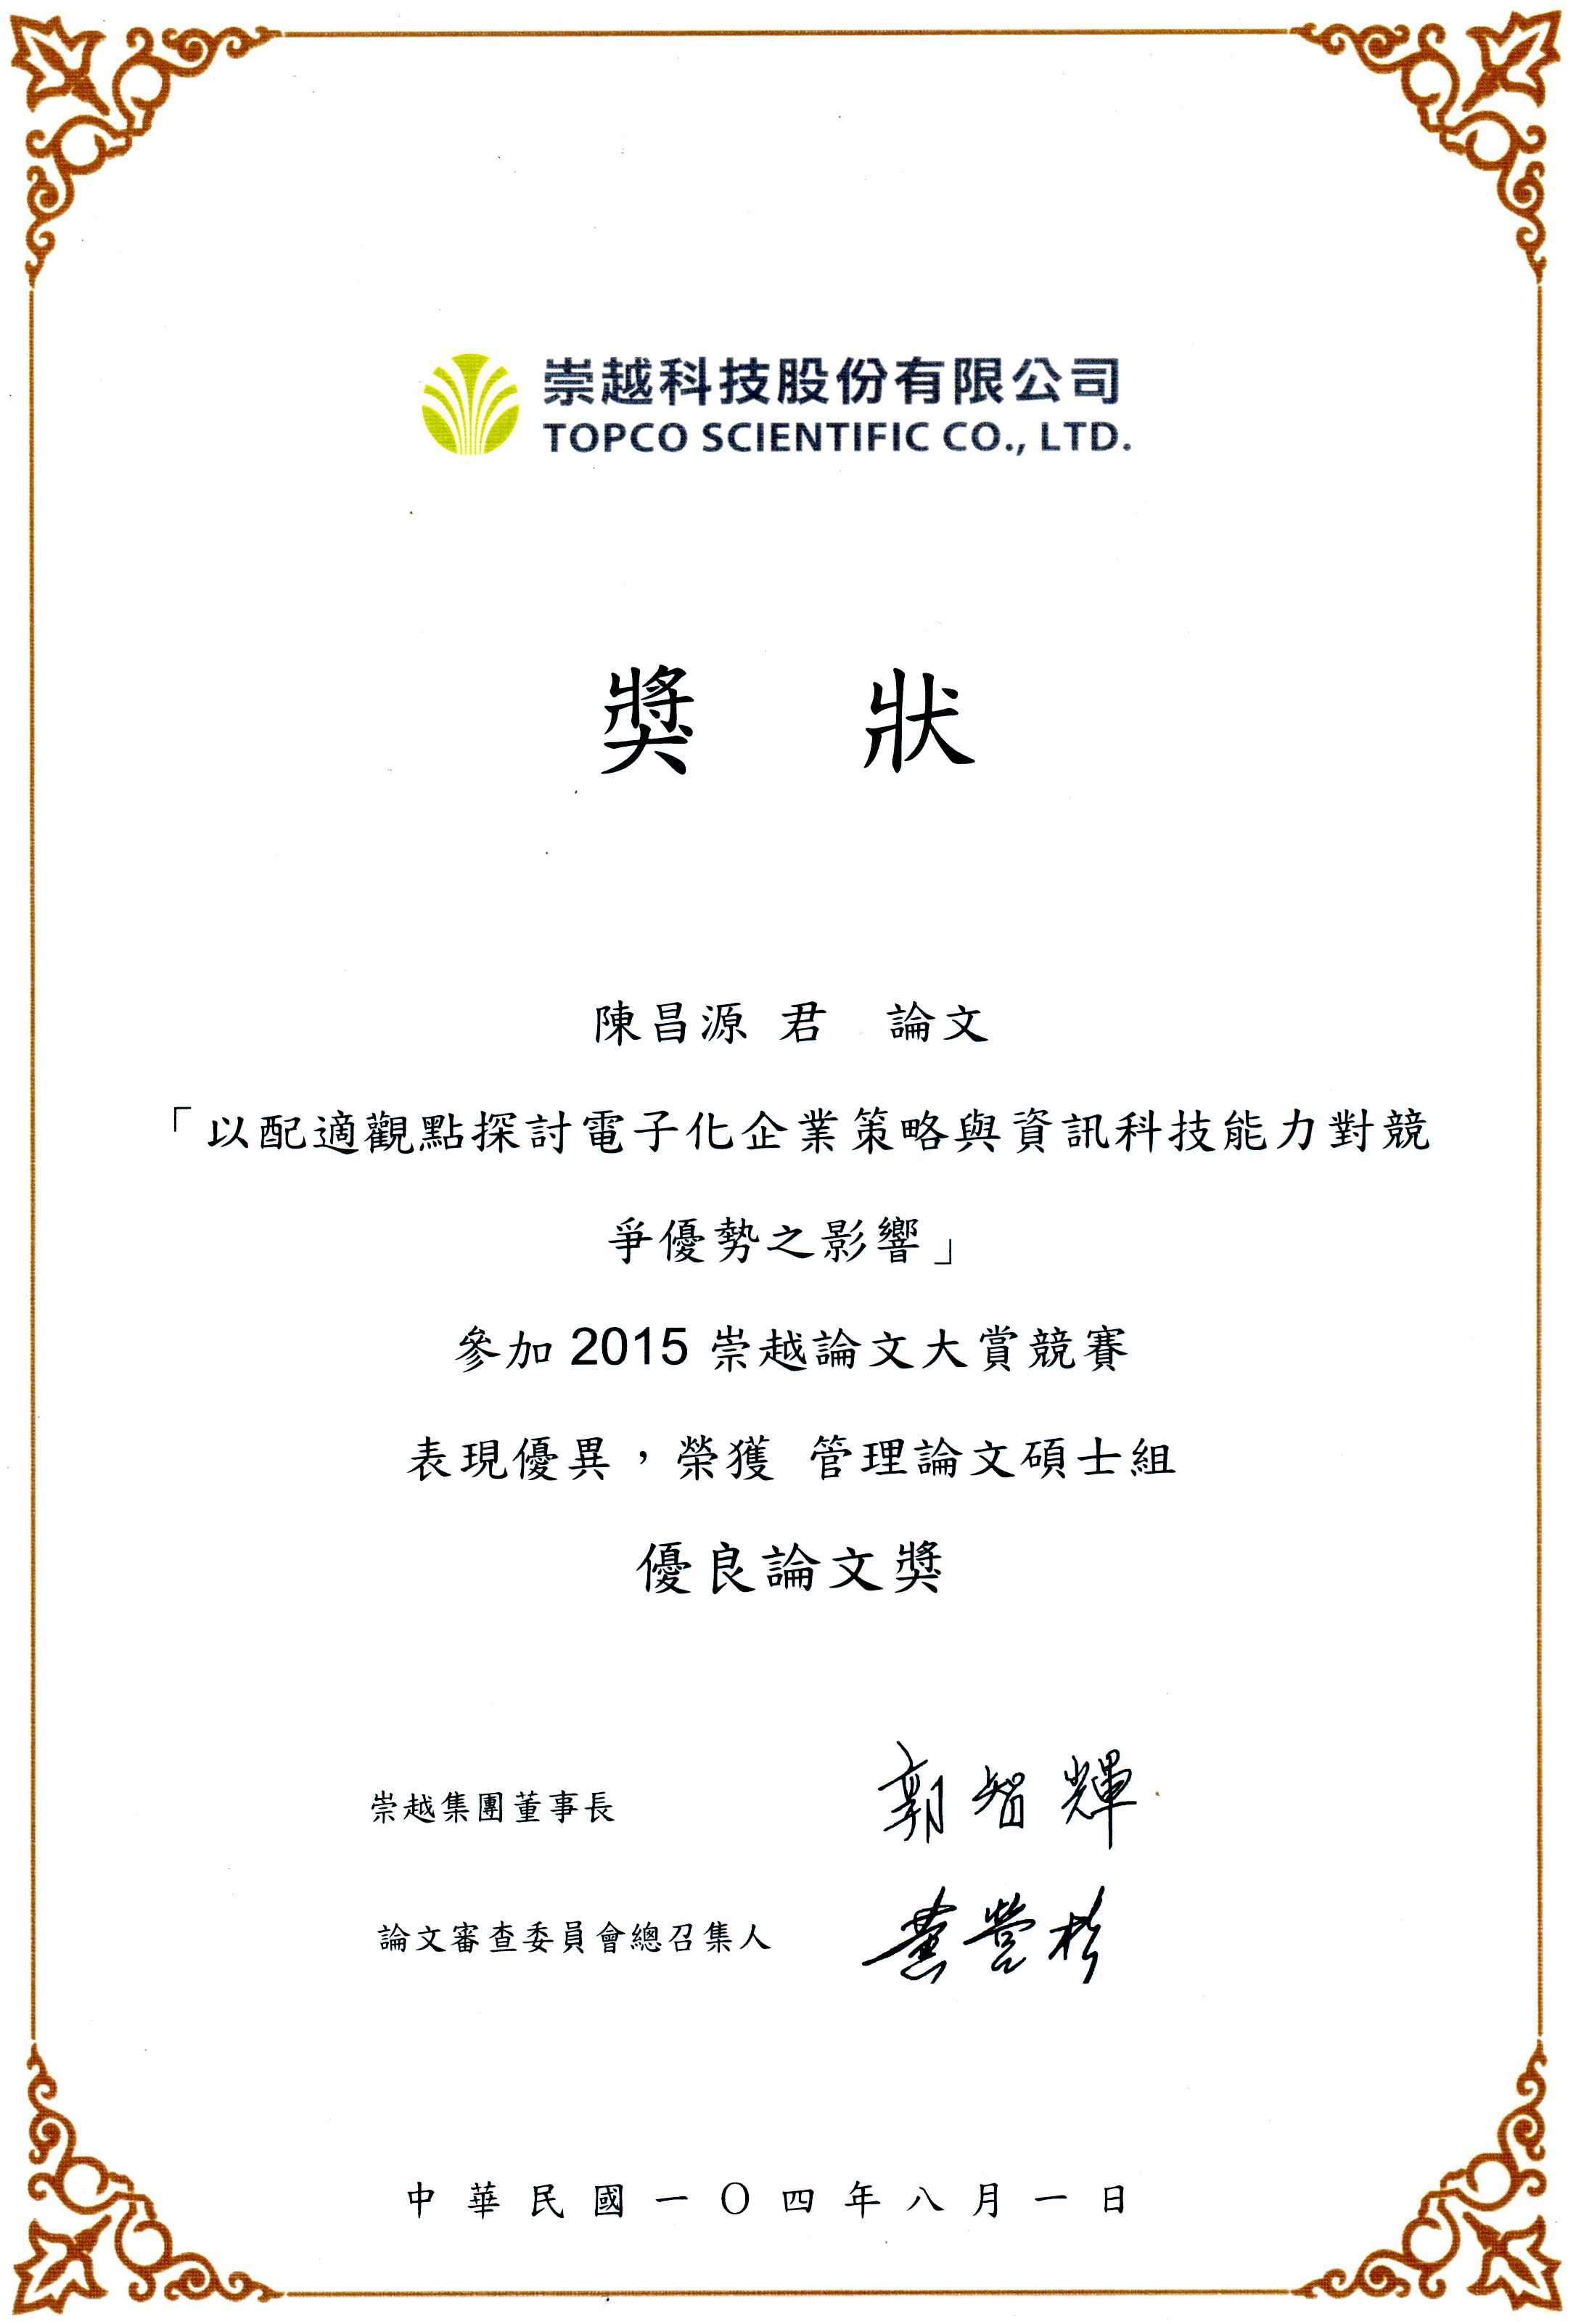 崇越科技股份有限公司
TOPCO SCIENTIFIC CO., LTD.
獎 狀
陳昌源 君 論文
「以配適觀點探討電子化企業策略與資訊科技能力對競
爭優勢之影響」
參加 2015 崇越論文大賞競賽
表現優異，榮獲 管理論文碩士組
優良論文獎
崇越集團董事長 郭智輝
論文審查委員會總召集人 黃營杉
中華民國一〇四年八月一日